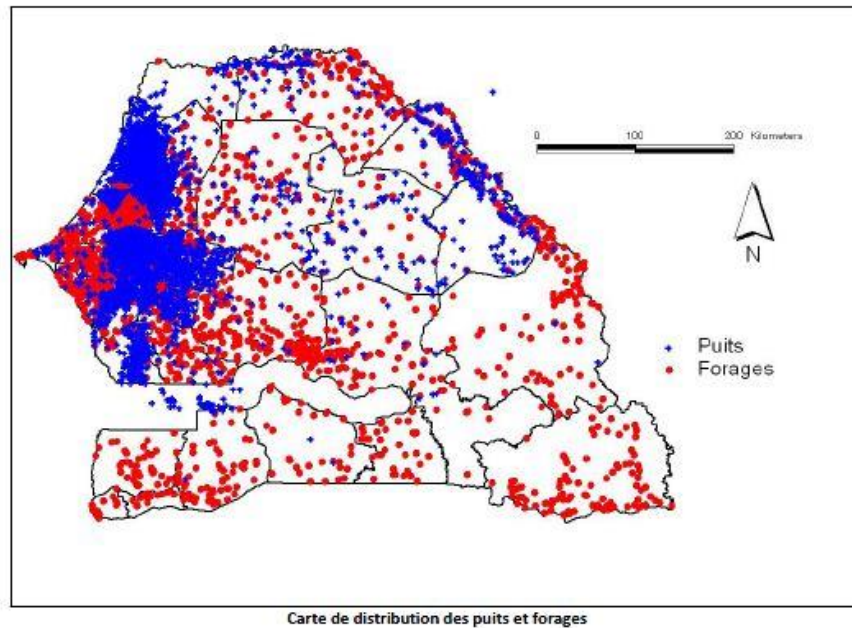 0 100 200 Kilometers
N
Puits
Forages
Carte de distribution des puits et forages